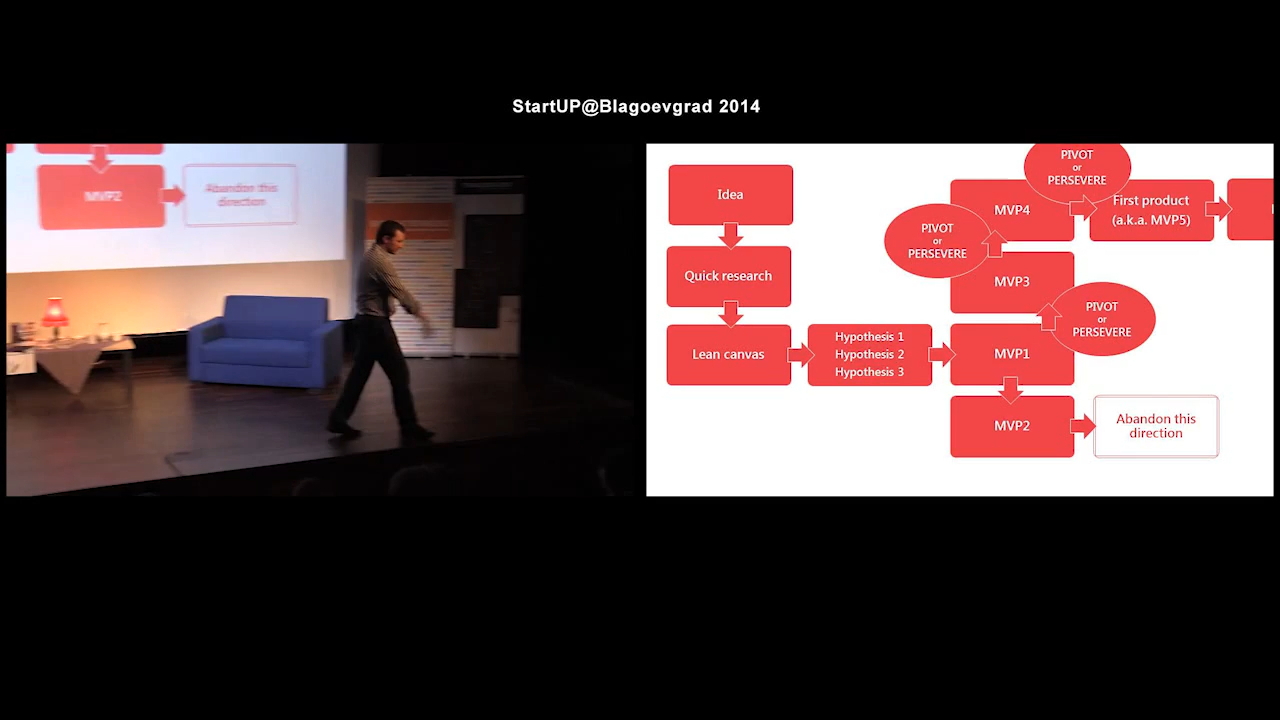 StartUP@Blagoevgrad 2014
MVP2
Abandon this
direction
Idea
Quick research
Lean canvas
Hypothesis 1
Hypothesis 2
Hypothesis 3
MVP1
MVP2
Abandon this
direction
MVP3
PIVOT
or
PERSEVERE
MVP4
PIVOT
or
PERSEVERE
PIVOT
or
PERSEVERE
First product
(a.k.a. MVP5)